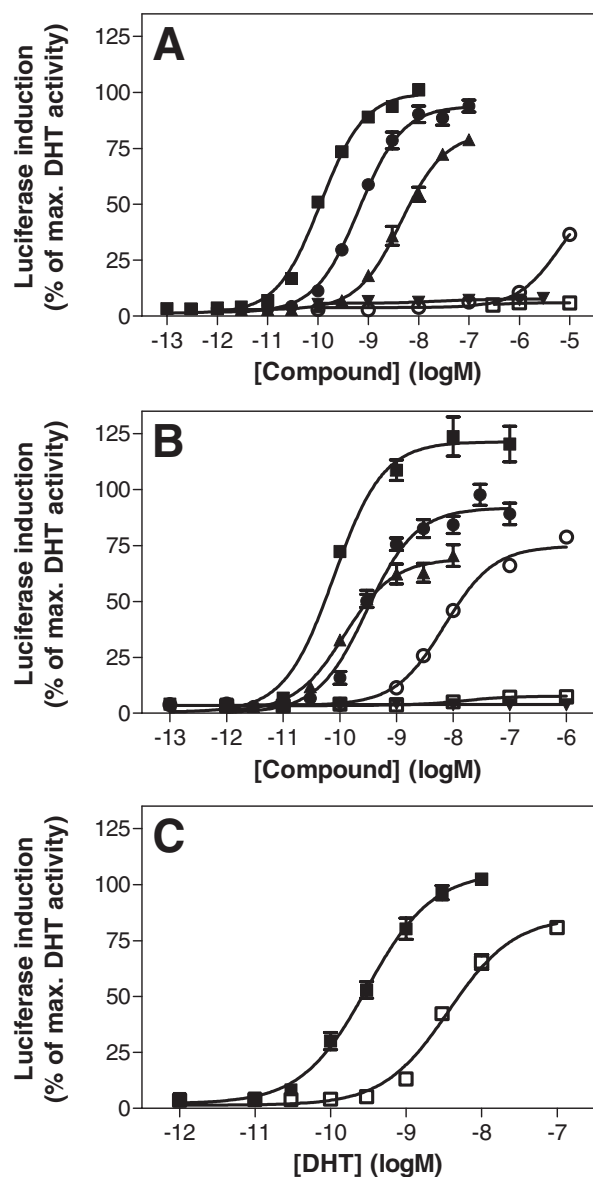 A
Luciferase induction
(% of max. DHT activity)
125
100
75
50
25
0
-13 -12 -11 -10 -9 -8 -7 -6 -5
[Compound] (logM)
B
Luciferase induction
(% of max. DHT activity)
125
100
75
50
25
0
-13 -12 -11 -10 -9 -8 -7 -6
[Compound] (logM)
C
Luciferase induction
(% of max. DHT activity)
125
100
75
50
25
0
-12 -11 -10 -9 -8 -7
[DHT] (logM)